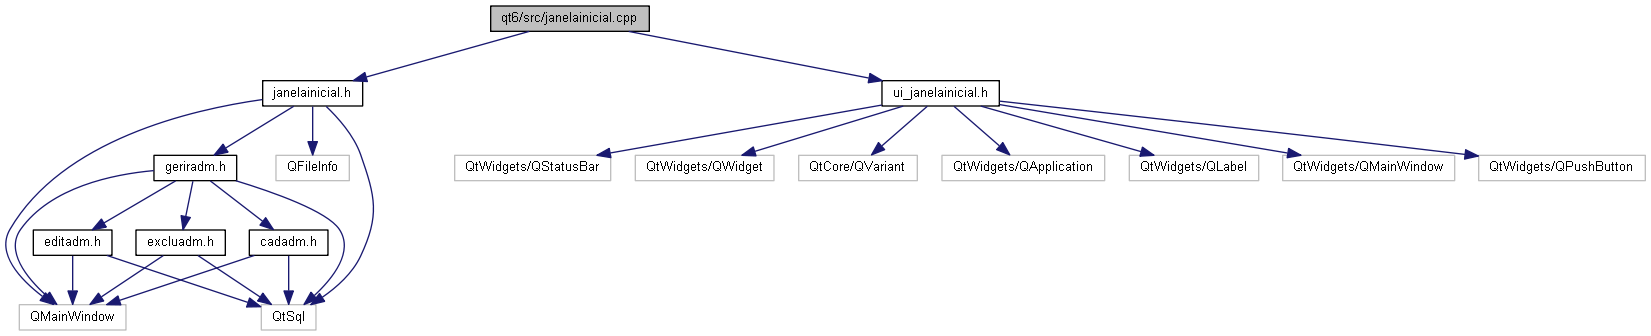 qt6/src/janelainicial.cpp
janelainicial.h
ui_janelainicial.h
geriradm.h
QFileInfo
QtWidgets/QStatusBar
QtWidgets/QWidget
QtCore/QVariant
QtWidgets/QApplication
QtWidgets/QLabel
QtWidgets/QMainWindow
QtWidgets/QPushButton
editadm.h
excluadm.h
cadadm.h
QMainWindow
QtSql